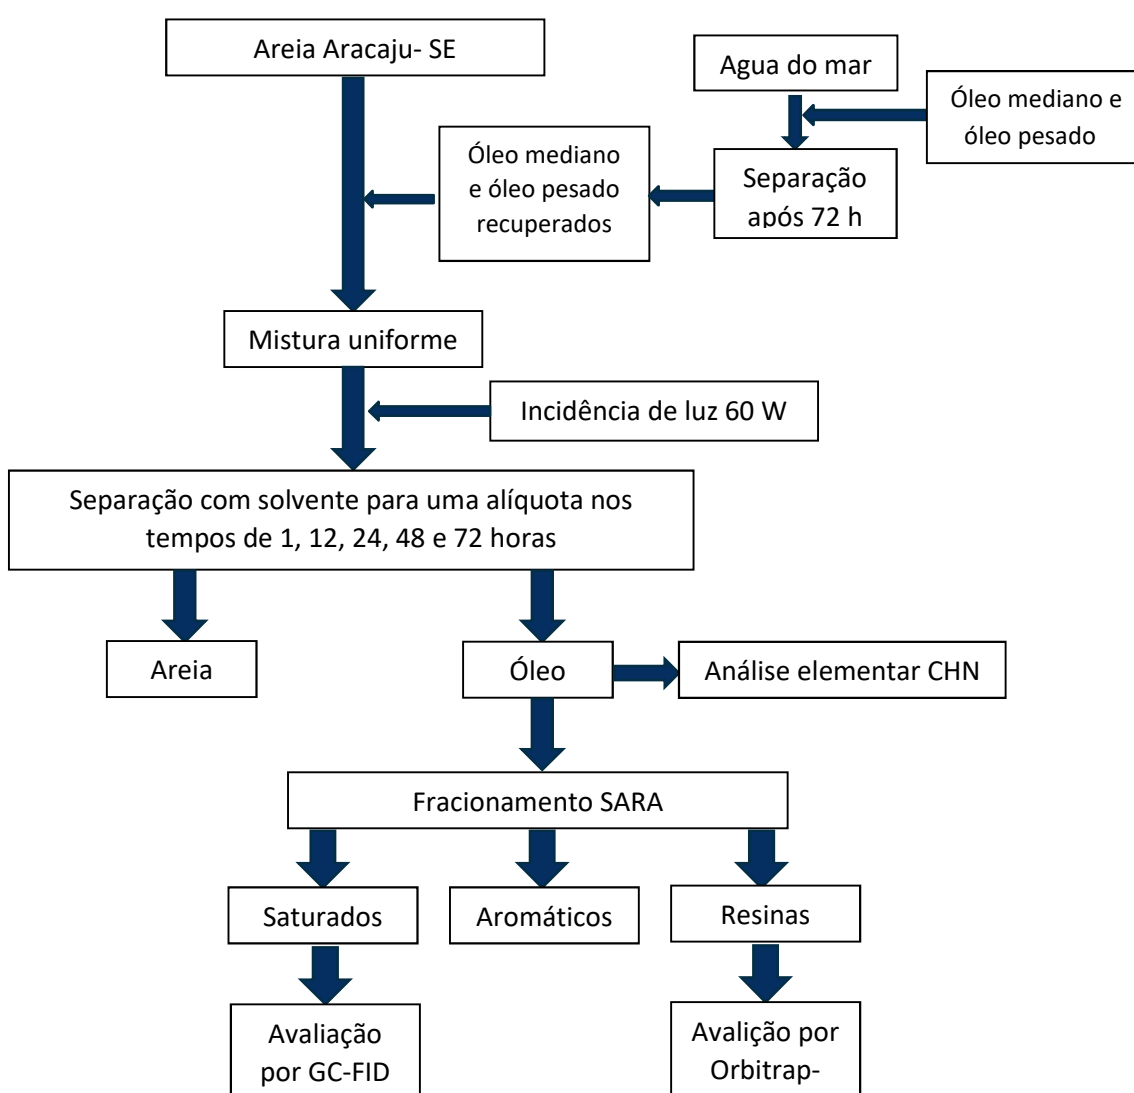 Areia Aracaju- SE
Agua do mar
Óleo mediano e
óleo pesado
Óleo mediano
e óleo pesado
recuperados
Separação
após 72 h
Mistura uniforme
Incidência de luz 60 W
Separação com solvente para uma alíquota nos
tempos de 1, 12, 24, 48 e 72 horas
Areia
Óleo
Análise elementar CHN
Fracionamento SARA
Saturados
Aromáticos
Resinas
Avaliação
por GC-FID
Avalição por
Orbitrap-